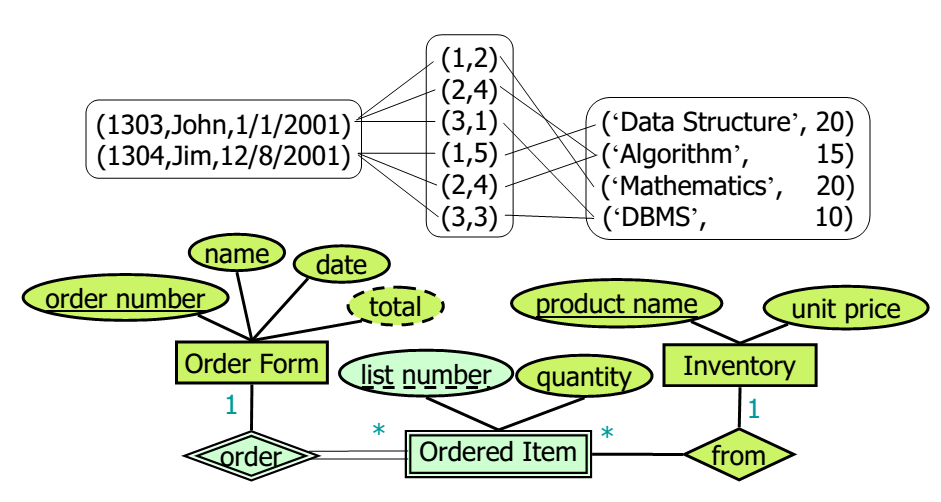 (1,2)
(2,4)
(3,1)
(1,5)
(2,4)
(3,3)
(1303,John,1/1/2001)
(1304,Jim,12/8/2001)
(‘Data Structure’, 20)
(‘Algorithm’, 15)
(‘Mathematics’, 20)
(‘DBMS’, 10)
name
date
order number
total
product name
unit price
Order Form
list number
quantity
Inventory
1
*
*
1
order
Ordered Item
from